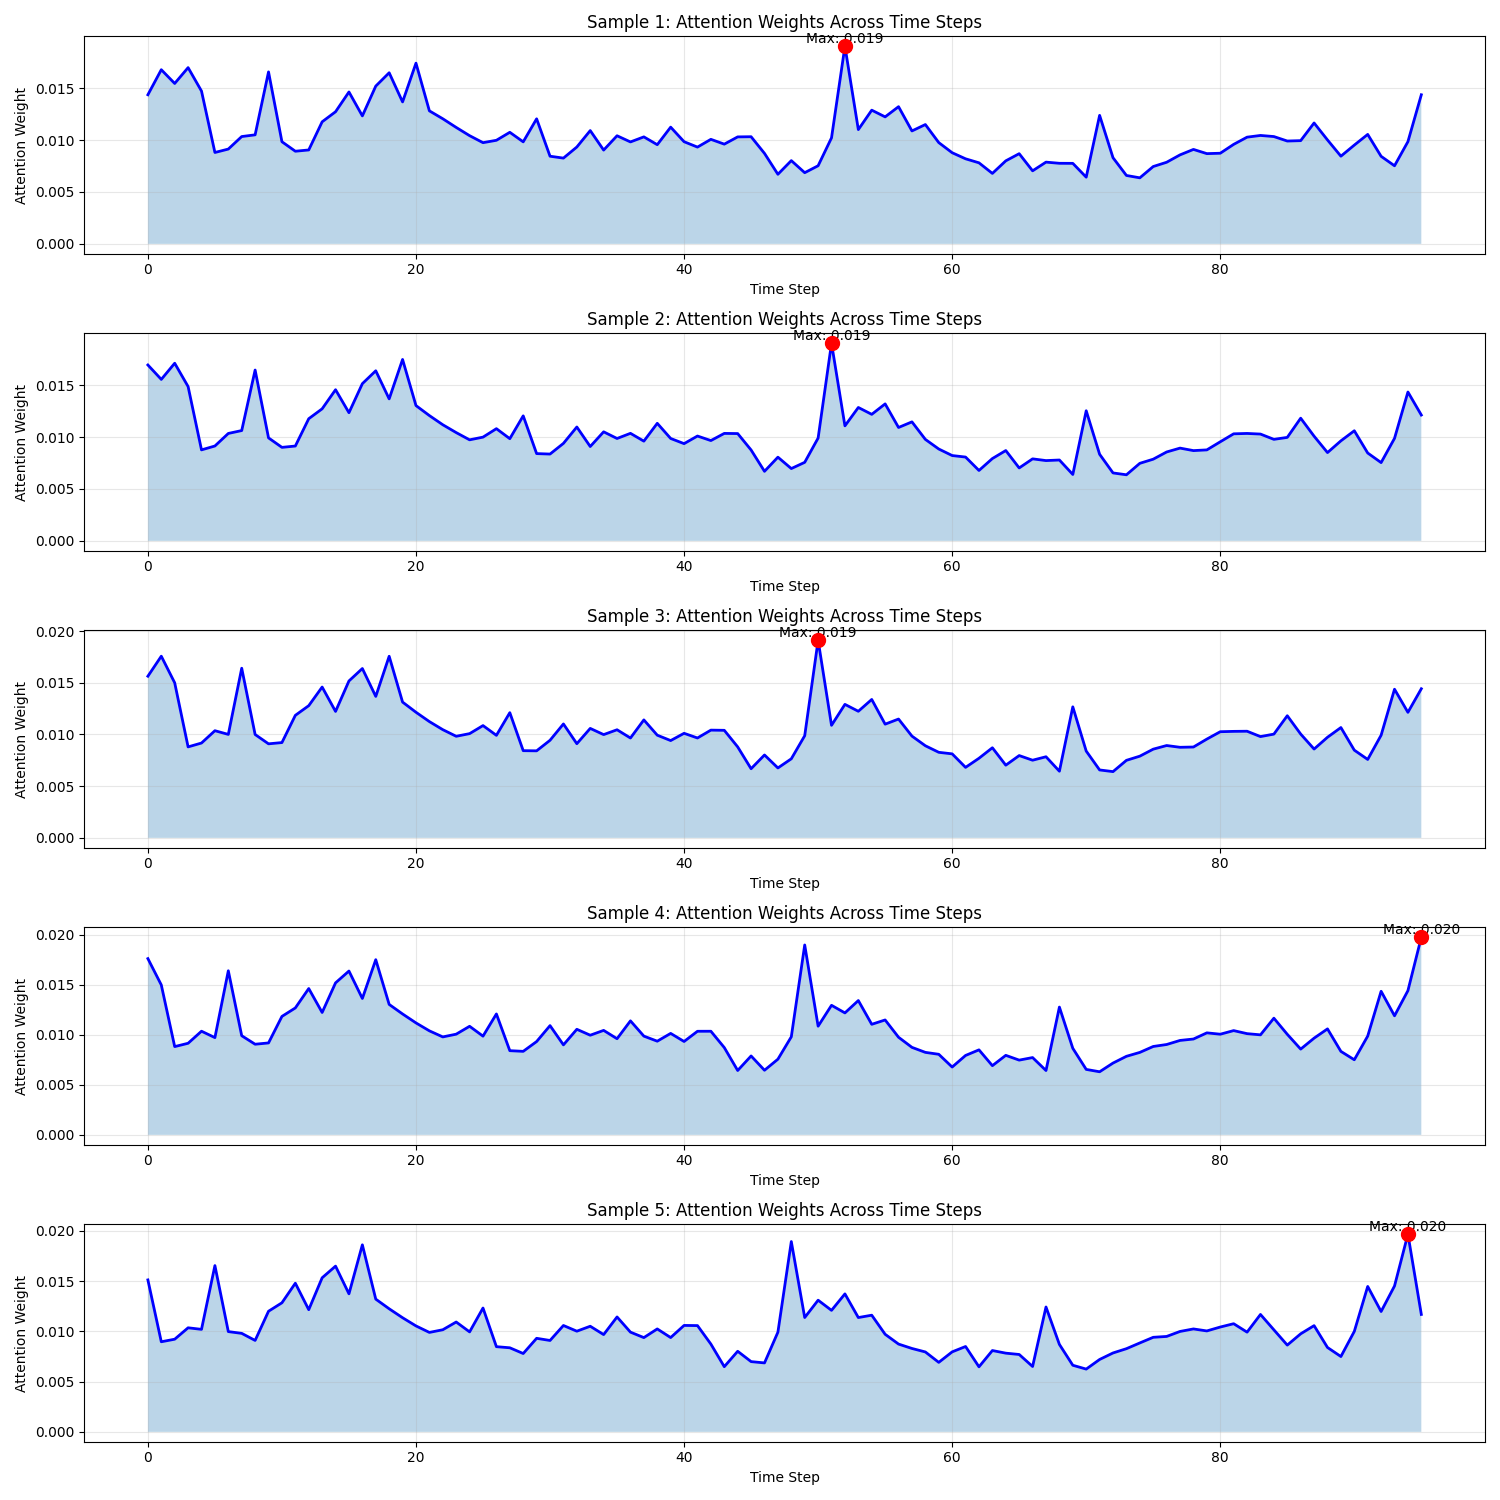 Sample 1: Attention Weights Across Time Steps
Max: 0.019
Attention Weight
0.015
0.010
0.005
0.000
0 20 40 60 80
Time Step
Sample 2: Attention Weights Across Time Steps
Max: 0.019
Attention Weight
0.015
0.010
0.005
0.000
0 20 40 60 80
Time Step
Sample 3: Attention Weights Across Time Steps
Max: 0.019
Attention Weight
0.020
0.015
0.010
0.005
0.000
0 20 40 60 80
Time Step
Sample 4: Attention Weights Across Time Steps
Max: 0.020
Attention Weight
0.020
0.015
0.010
0.005
0.000
0 20 40 60 80
Time Step
Sample 5: Attention Weights Across Time Steps
Max: 0.020
Attention Weight
0.020
0.015
0.010
0.005
0.000
0 20 40 60 80
Time Step